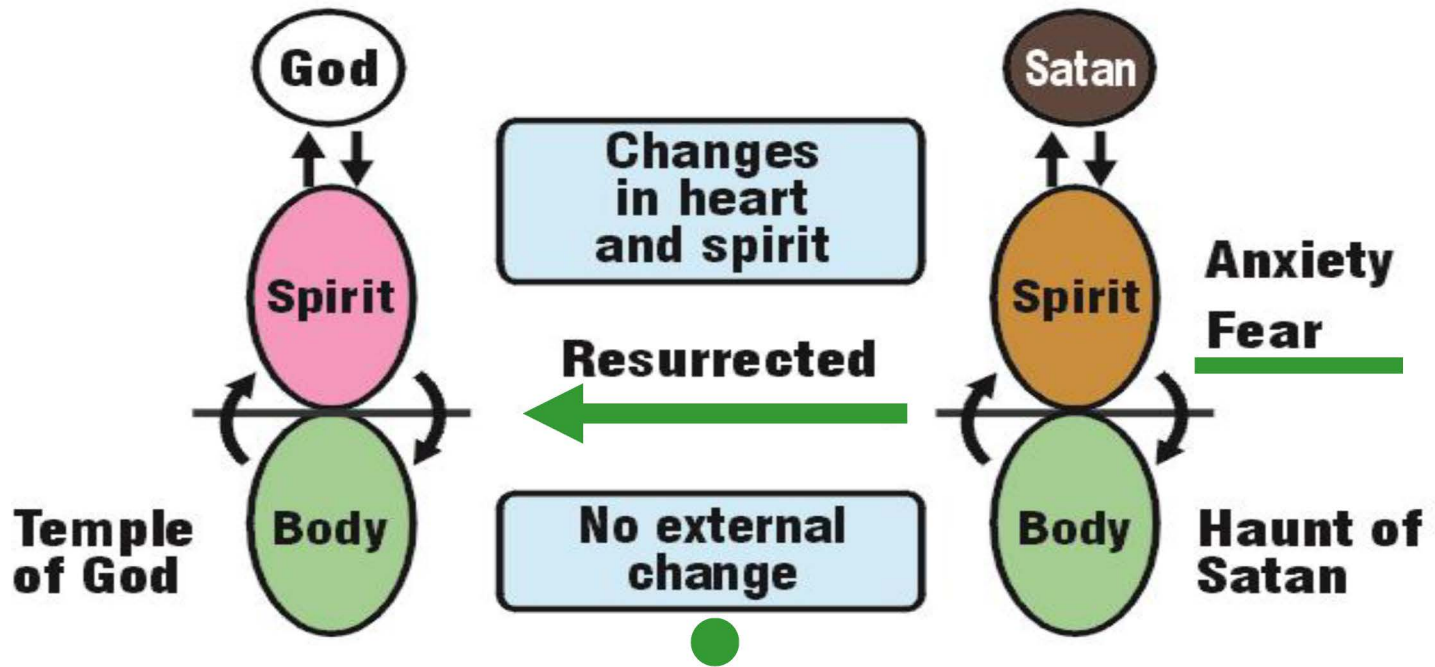 God
Satan
Changes
in heart
and spirit
Spirit
Spirit
Anxiety
Fear
Resurrected
Temple
of God
Body
No external
change
Body
Haunt of
Satan